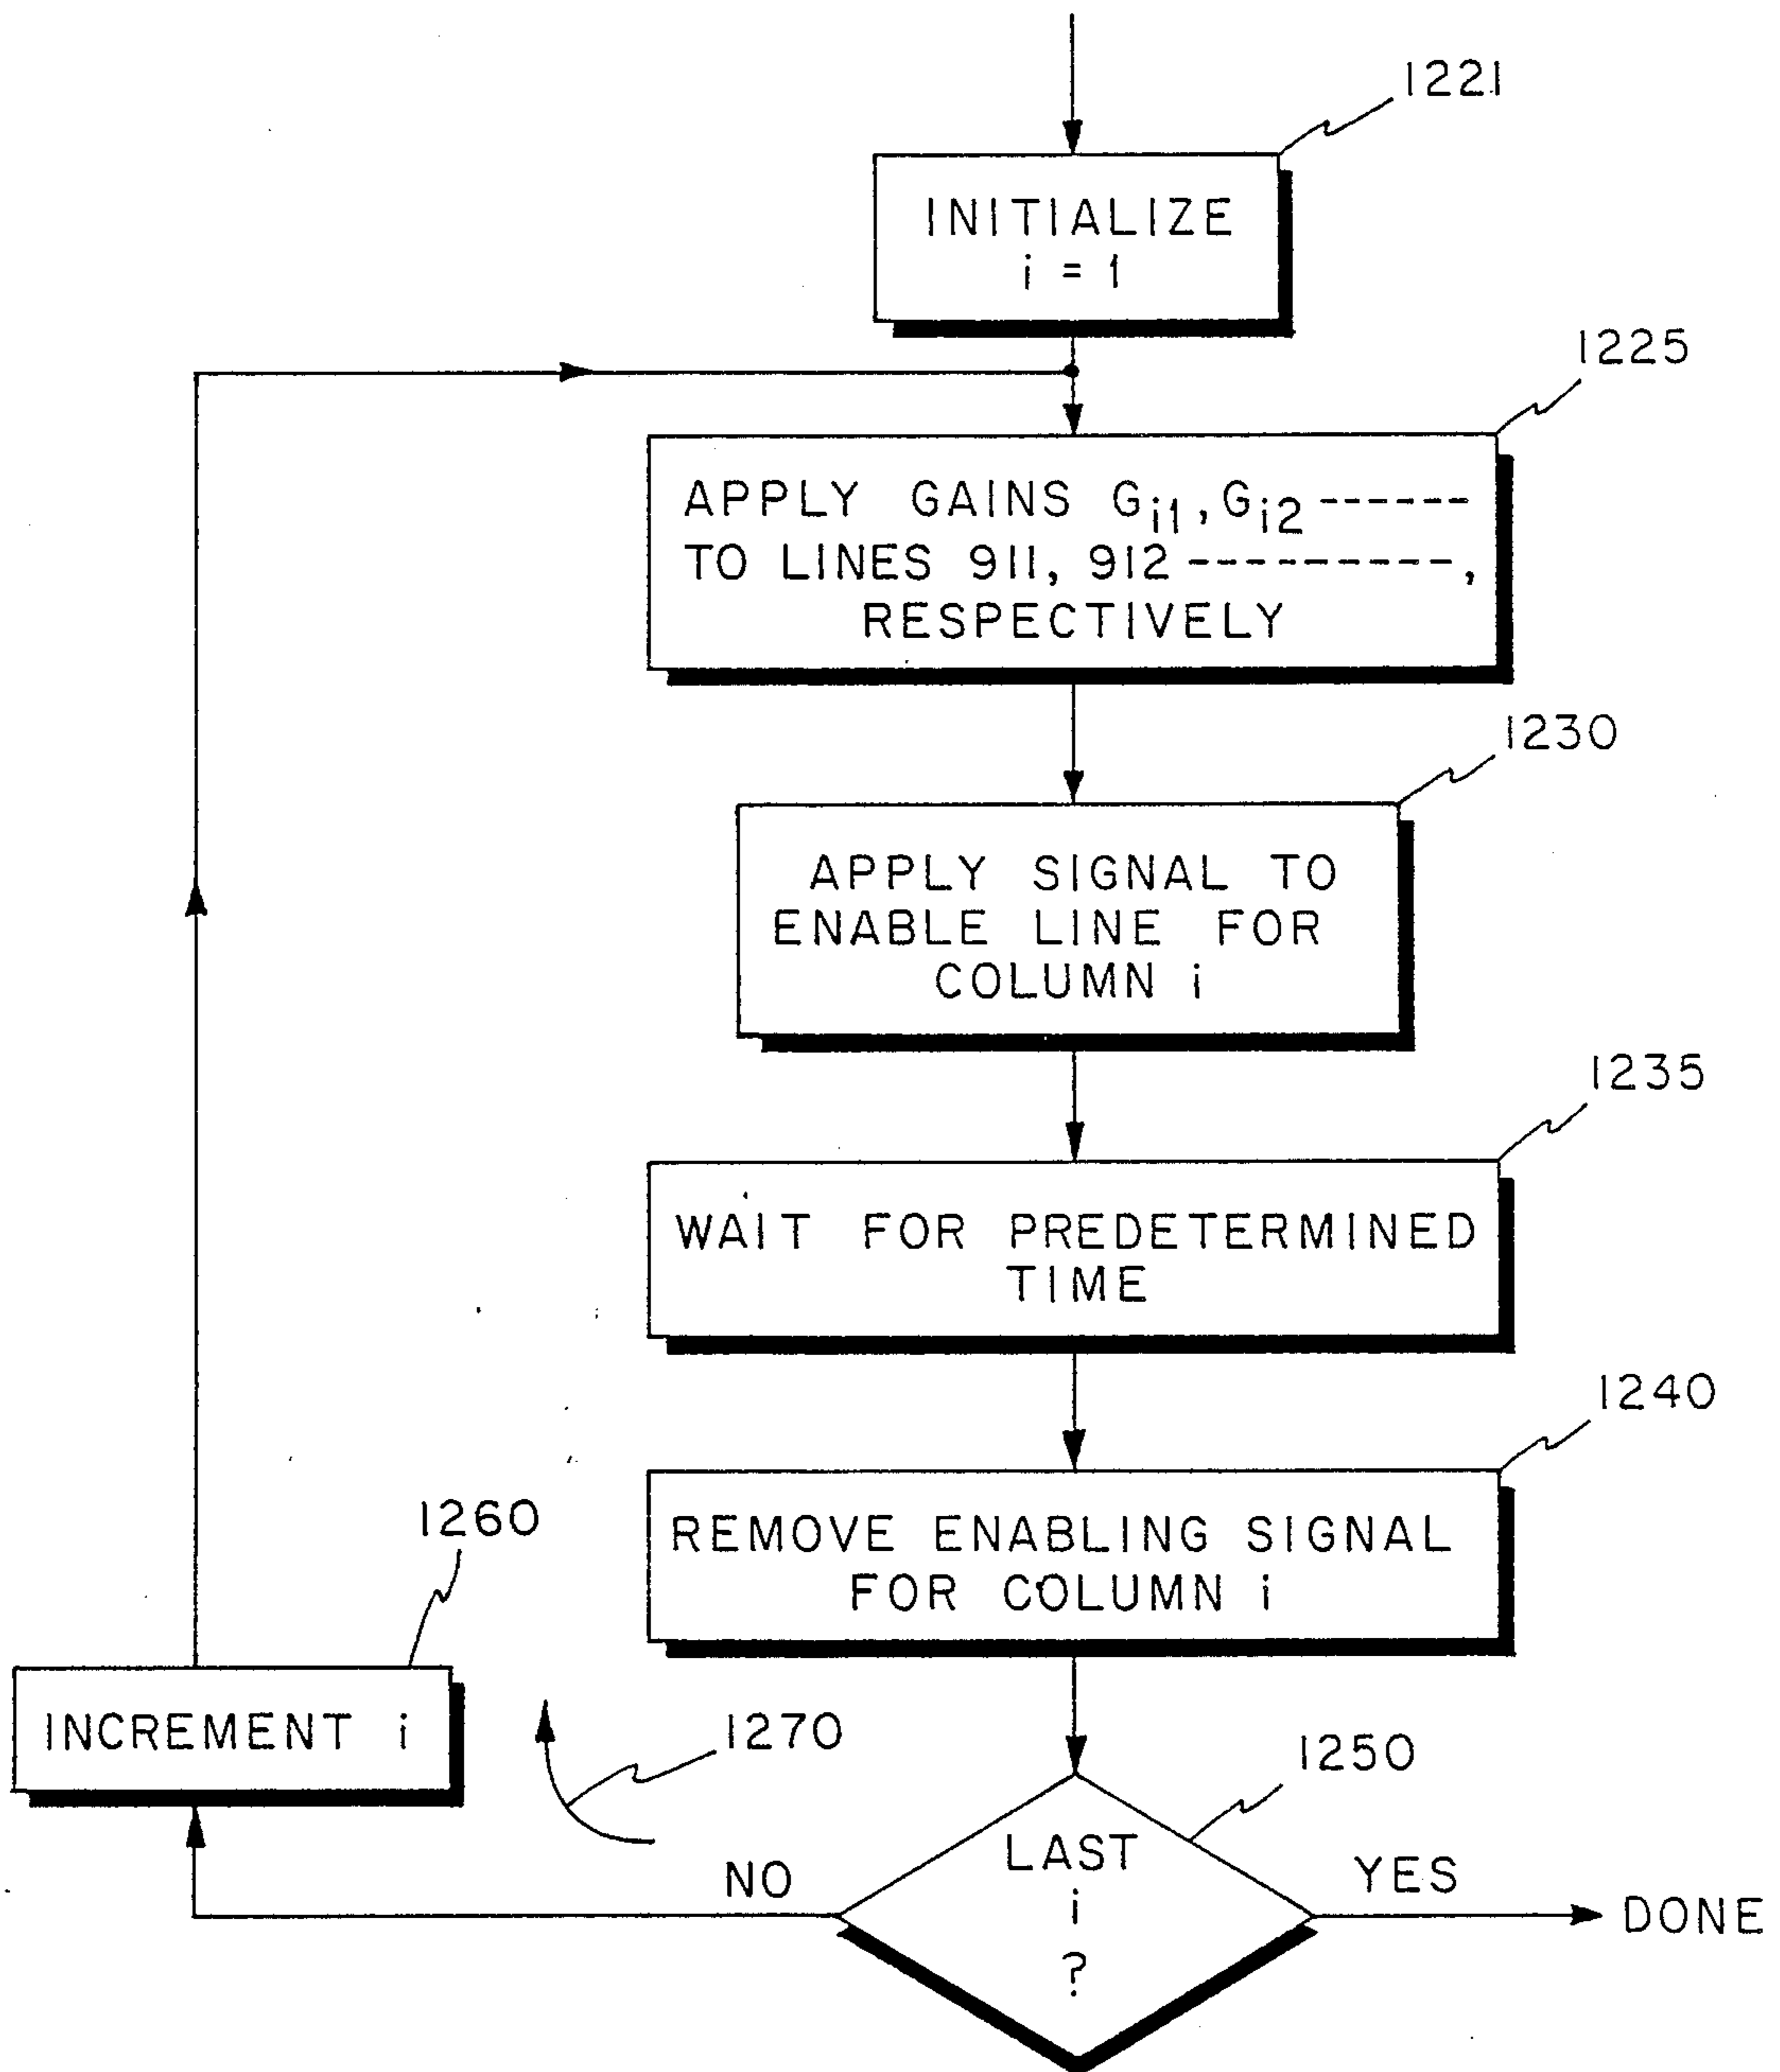 1221
INITIALIZE
i = 1
1225
APPLY GAINS Gi1, Gi2 ------
TO LINES 911, 912 ----------,
RESPECTIVELY
1230
APPLY SIGNAL TO
ENABLE LINE FOR
COLUMN i
1235
WAIT FOR PREDETERMINED
TIME
1240
REMOVE ENABLING SIGNAL
FOR COLUMN i
1260
INCREMENT i
1270
1250
LAST
i
?
NO
YES
DONE